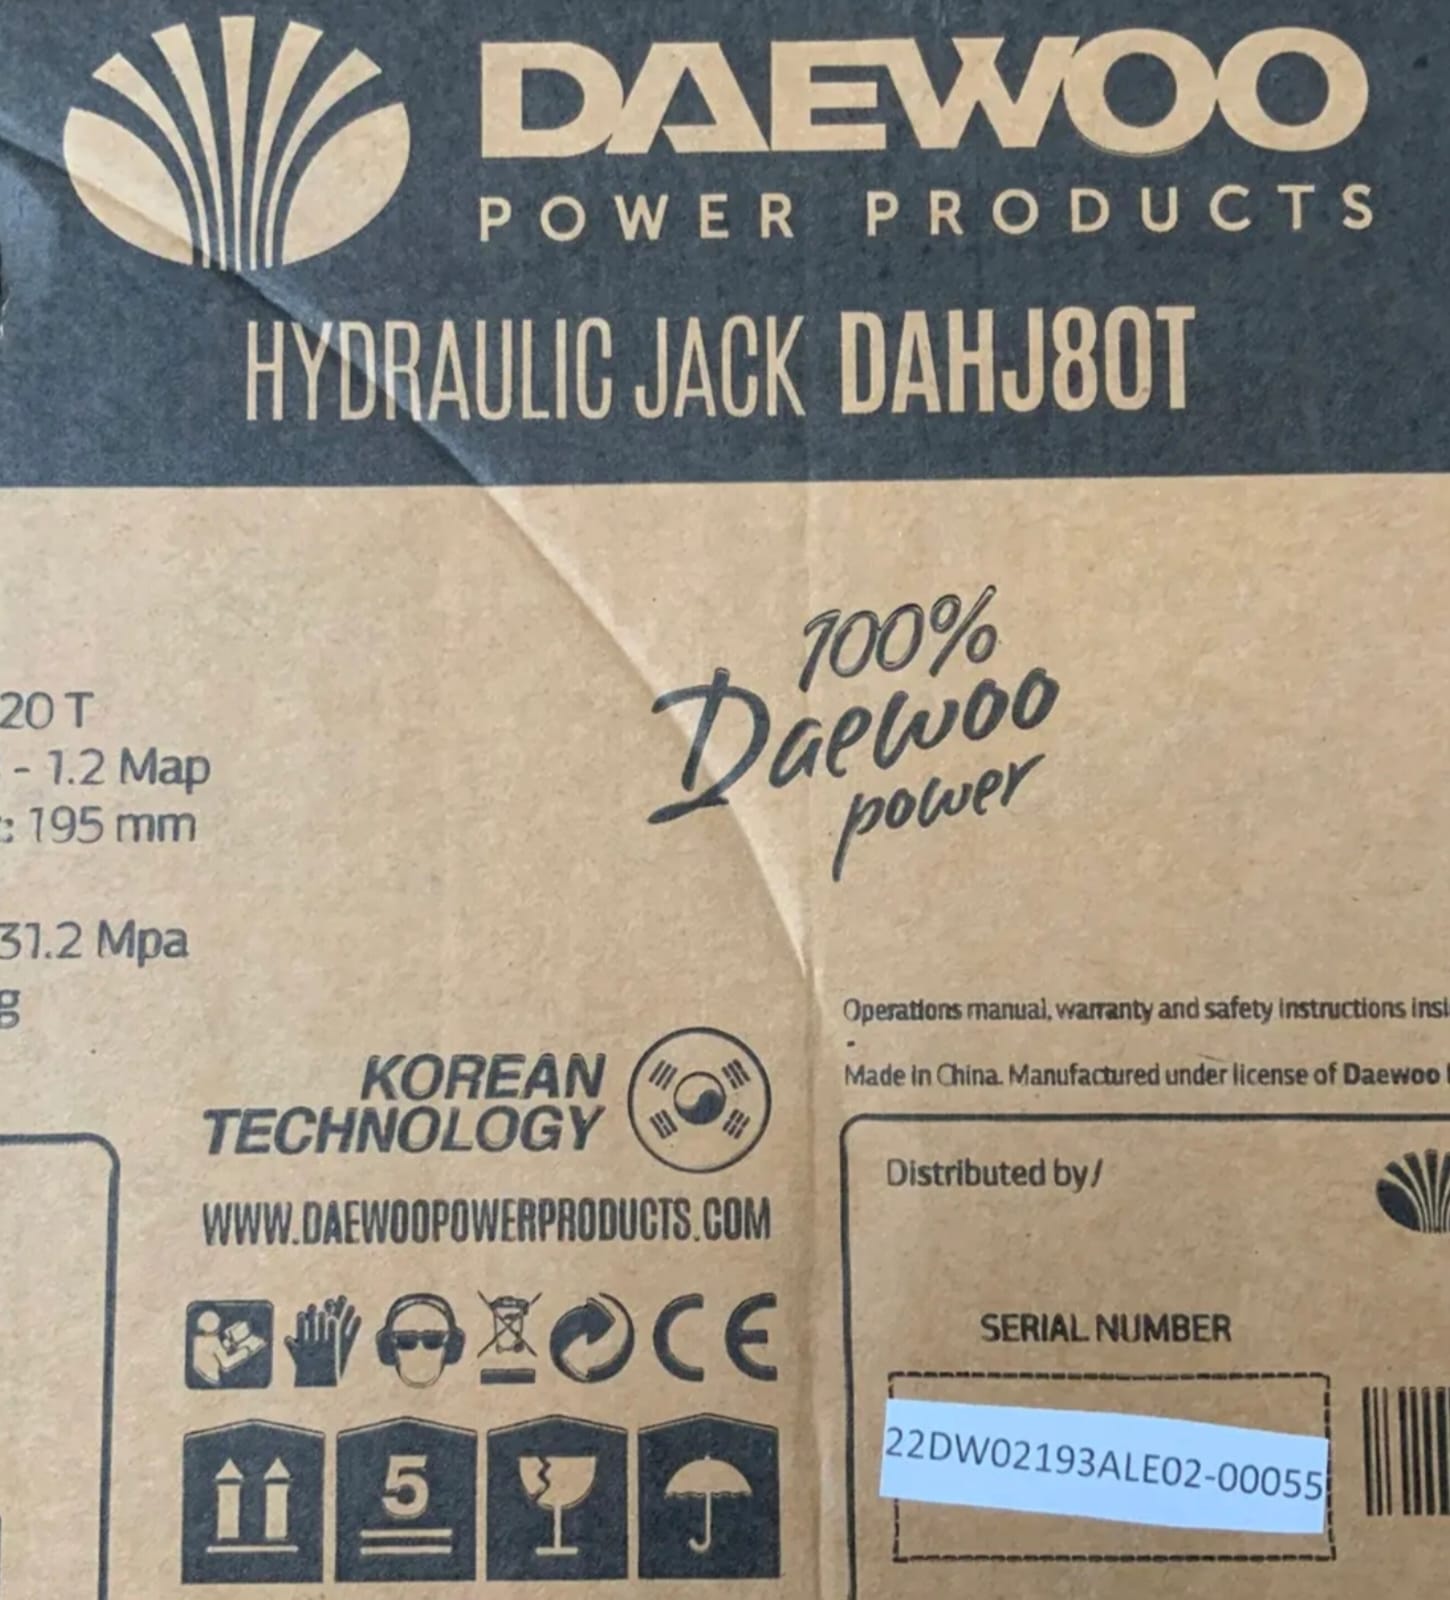 DAEWOO
POWER PRODUCTS
HYDRAULIC JACK DAHJ80T
100%
Daewoo
power
20 T
- 1.2 Map
: 195 mm
31.2 Mpa
g
Operations manual, warranty and safety instructions insi
Made in China. Manufactured under license of Daewoo
KOREAN
TECHNOLOGY
WWW.DAEWOOPOWERPRODUCTS.COM
CE
5
Distributed by/
SERIAL NUMBER
22DW02193ALE02-00055